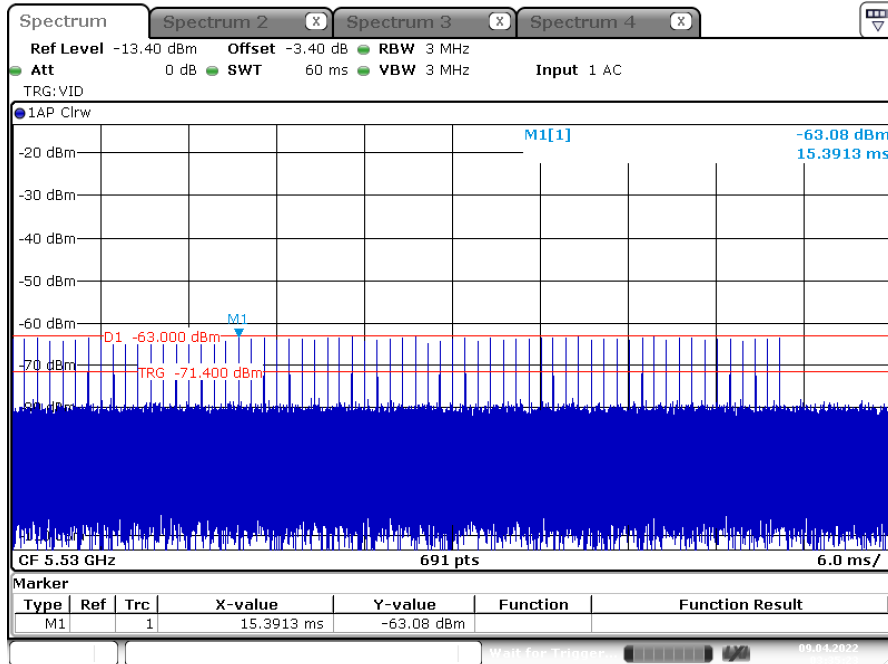 Spectrum Spectrum 2 X Spectrum 3 X Spectrum 4 X
Ref Level -13.40 dBm Offset -3.40 dB RBW 3 MHz
Att 0 dB SWT 60 ms VBW 3 MHz Input 1 AC
TRG:VID
1AP Clrw
M1[1] -63.08 dBm
15.3913 ms
-20 dBm
-30 dBm
-40 dBm
-50 dBm
-60 dBm
M1
D1 -63.000 dBm
-70 dBm
TRG -71.400 dBm
CF 5.53 GHz 691 pts 6.0 ms/
Marker
Type Ref Trc X-value Y-value Function Function Result
M1 1 15.3913 ms -63.08 dBm
Wait for Trigger... LXI 09.04.2022